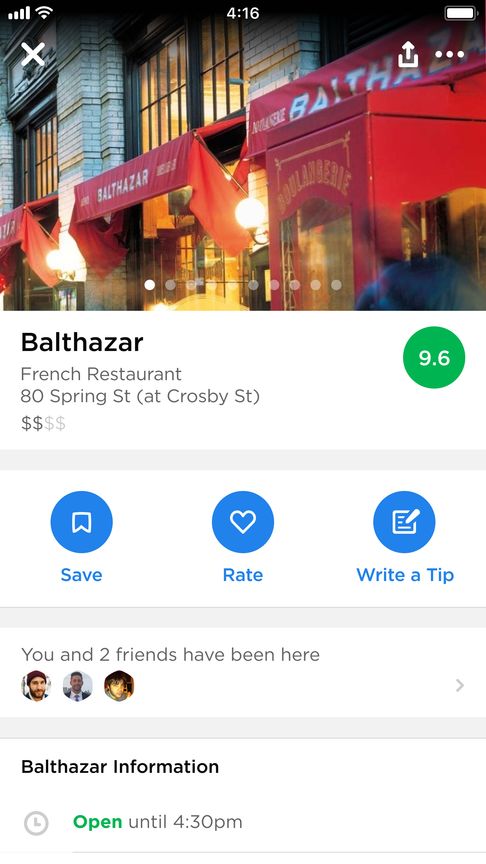 4:16
BALTHAZAR
BOULANGERIE
BALTHAZAR
BOULANGERIE
Balthazar
9.6
French Restaurant
80 Spring St (at Crosby St)
$$$$
Save
Rate
Write a Tip
You and 2 friends have been here
Balthazar Information
Open until 4:30pm